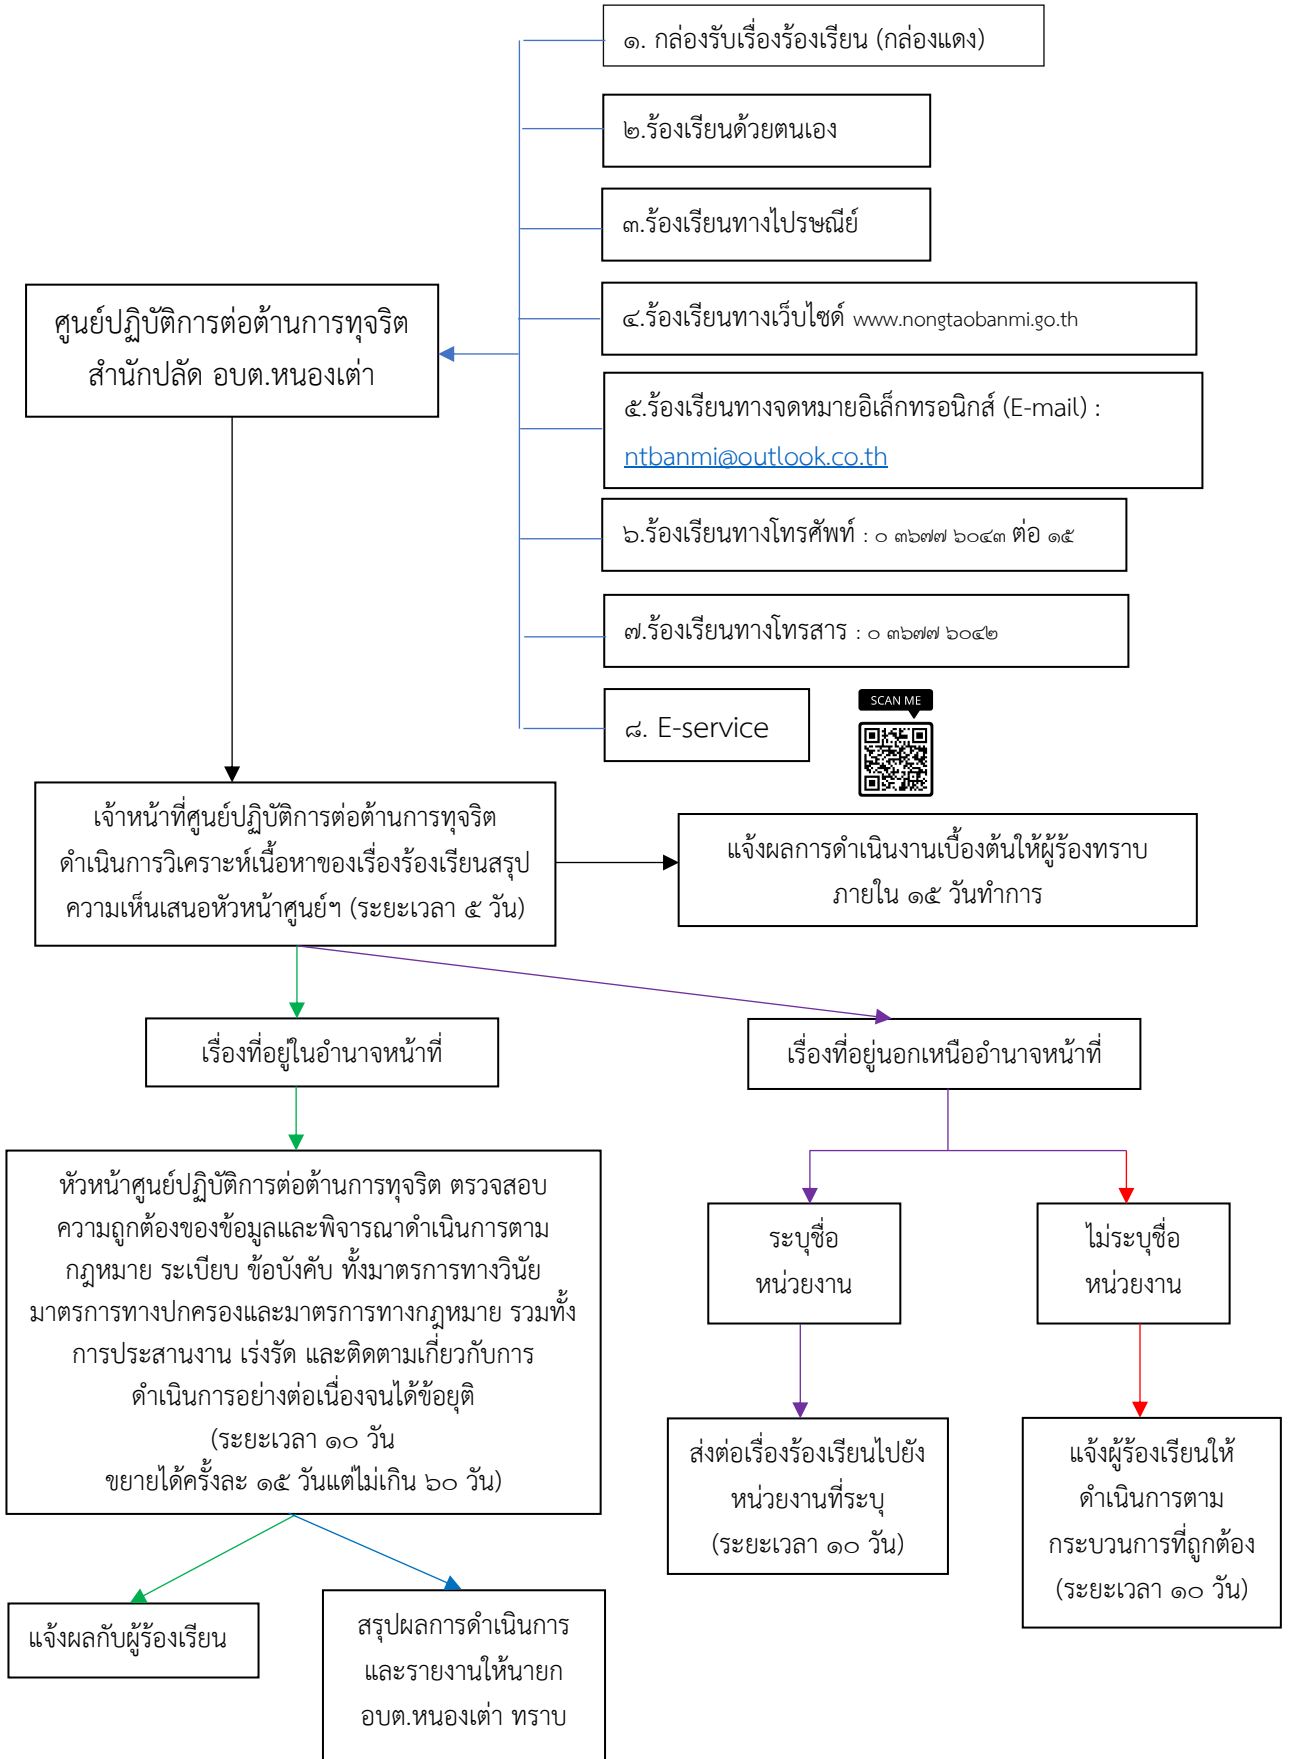 ๑. กล่องรับเรื่องร้องเรียน (กล่องแดง)
๒.ร้องเรียนด้วยตนเอง
๓.ร้องเรียนทางไปรษณีย์
ศูนย์ปฏิบัติการต่อต้านการทุจริต
สำนักปลัด อบต.หนองเต่า
๔.ร้องเรียนทางเว็บไซด์ www.nongtaobanmi.go.th
๕.ร้องเรียนทางจดหมายอิเล็กทรอนิกส์ (E-mail) :
ntbanmi@outlook.co.th
๖.ร้องเรียนทางโทรศัพท์ : ๐ ๓๖๗๗ ๖๐๔๓ ต่อ ๑๕
๗.ร้องเรียนทางโทรสาร : ๐ ๓๖๗๗ ๖๐๔๒
๘. E-service
SCAN ME
เจ้าหน้าที่ศูนย์ปฏิบัติการต่อต้านการทุจริต
ดำเนินการวิเคราะห์เนื้อหาของเรื่องร้องเรียนสรุป
ความเห็นเสนอหัวหน้าศูนย์ฯ (ระยะเวลา ๕ วัน)
แจ้งผลการดำเนินงานเบื้องต้นให้ผู้ร้องทราบ
ภายใน ๑๕ วันทำการ
เรื่องที่อยู่ในอำนาจหน้าที่
เรื่องที่อยู่นอกเหนืออำนาจหน้าที่
หัวหน้าศูนย์ปฏิบัติการต่อต้านการทุจริต ตรวจสอบ
ความถูกต้องของข้อมูลและพิจารณาดำเนินการตาม
กฎหมาย ระเบียบ ข้อบังคับ ทั้งมาตรการทางวินัย
มาตรการทางปกครองและมาตรการทางกฎหมาย รวมทั้ง
การประสานงาน เร่งรัด และติดตามเกี่ยวกับการ
ดำเนินการอย่างต่อเนื่องจนได้ข้อยุติ
(ระยะเวลา ๑๐ วัน
ขยายได้ครั้งละ ๑๕ วันแต่ไม่เกิน ๖๐ วัน)
ระบุชื่อ
หน่วยงาน
ไม่ระบุชื่อ
หน่วยงาน
ส่งต่อเรื่องร้องเรียนไปยัง
หน่วยงานที่ระบุ
(ระยะเวลา ๑๐ วัน)
แจ้งผู้ร้องเรียนให้
ดำเนินการตาม
กระบวนการที่ถูกต้อง
(ระยะเวลา ๑๐ วัน)
แจ้งผลกับผู้ร้องเรียน
สรุปผลการดำเนินการ
และรายงานให้นายก
อบต.หนองเต่า ทราบ